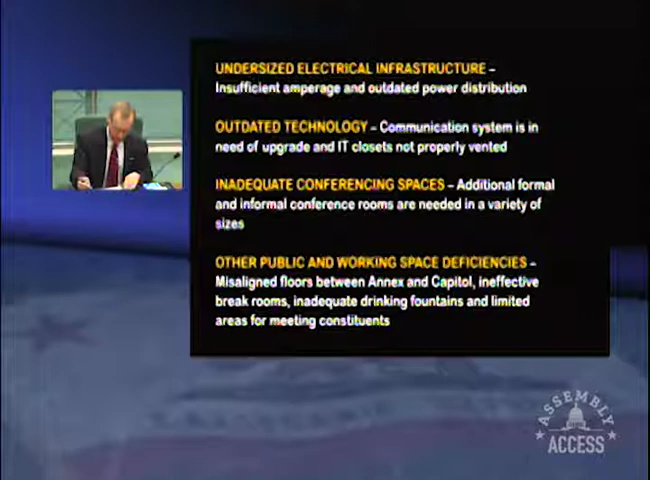 UNDERSIZED ELECTRICAL INFRASTRUCTURE –
Insufficient amperage and outdated power distribution
OUTDATED TECHNOLOGY – Communication system is in
need of upgrade and IT closets not properly vented
INADEQUATE CONFERENCING SPACES – Additional formal
and informal conference rooms are needed in a variety of
sizes
OTHER PUBLIC AND WORKING SPACE DEFICIENCIES –
Misaligned floors between Annex and Capitol, ineffective
break rooms, inadequate drinking fountains and limited
areas for meeting constituents
ASSEMBLY
ACCESS